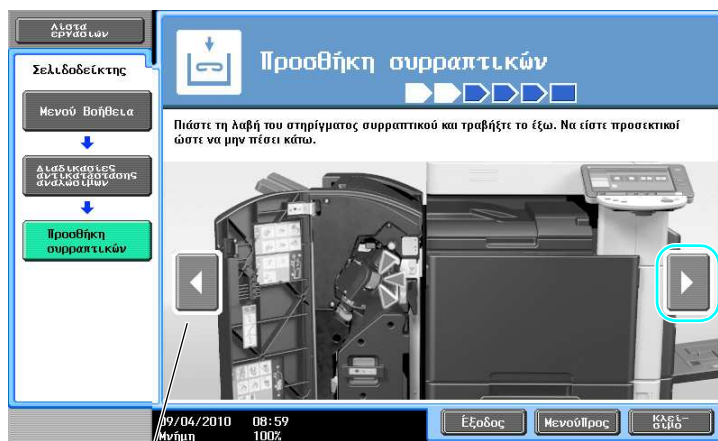 Λίστα
εργασιών
Σελιδοδείκτης
Μενού Βοήθεια
Διαδικασίες
αντικατάστασης
αναλώσιμων
Προσθήκη
συρραπτικών
Προσθήκη συρραπτικών
Πιάστε τη λαβή του στηρίγματος συρραπτικού και τραβήξτε το έξω. Να είστε προσεκτικοί
ώστε να μην πέσει κάτω.
09/04/2010 08:59
Μνήμη 100%
Έξοδος
ΜενούΠρος
Κλεί-
σιμο